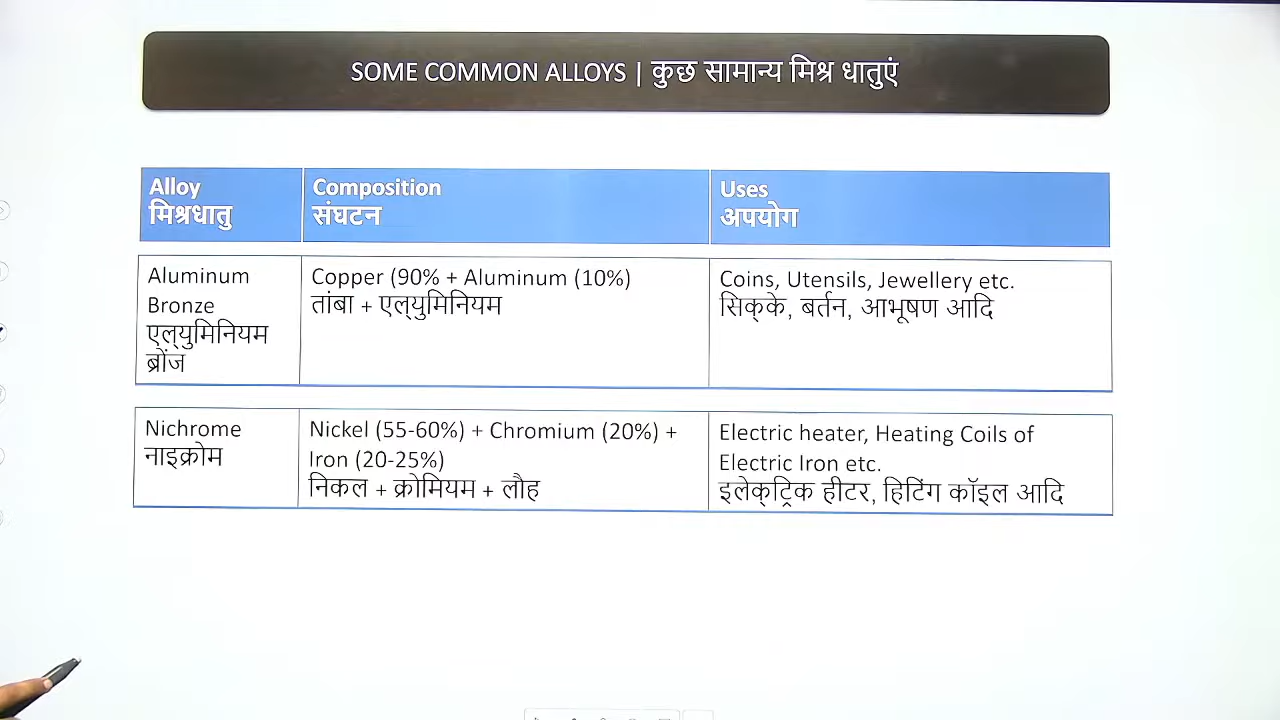 SOME COMMON ALLOYS | कुछ सामान्य मिश्र धातुएं
Alloy
मिश्रधातु
Composition
संघटन
Uses
अपयोग
Aluminum
Bronze
एल्युमिनियम
ब्रोंज
Copper (90% + Aluminum (10%)
तांबा + एल्युमिनियम
Coins, Utensils, Jewellery etc.
सिक्के, बर्तन, आभूषण आदि
Nichrome
नाइक्रोम
Nickel (55-60%) + Chromium (20%) +
Iron (20-25%)
निकल + क्रोमियम + लौह
Electric heater, Heating Coils of
Electric Iron etc.
इलेक्ट्रिक हीटर, हिटिंग कॉइल आदि